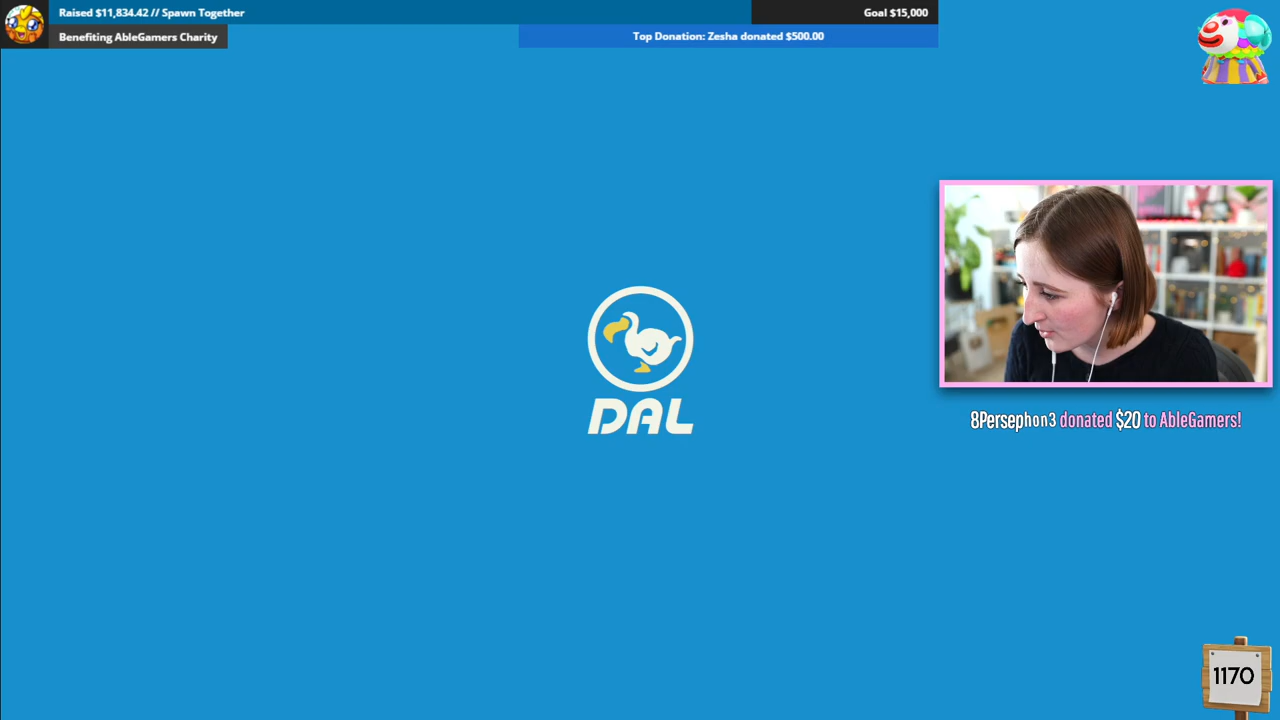 Raised $11,834.42 // Spawn Together
Goal $15,000
Benefiting AbleGamers Charity
Top Donation: Zesha donated $500.00
DAL
8Persephon3 donated $20 to AbleGamers!
1170